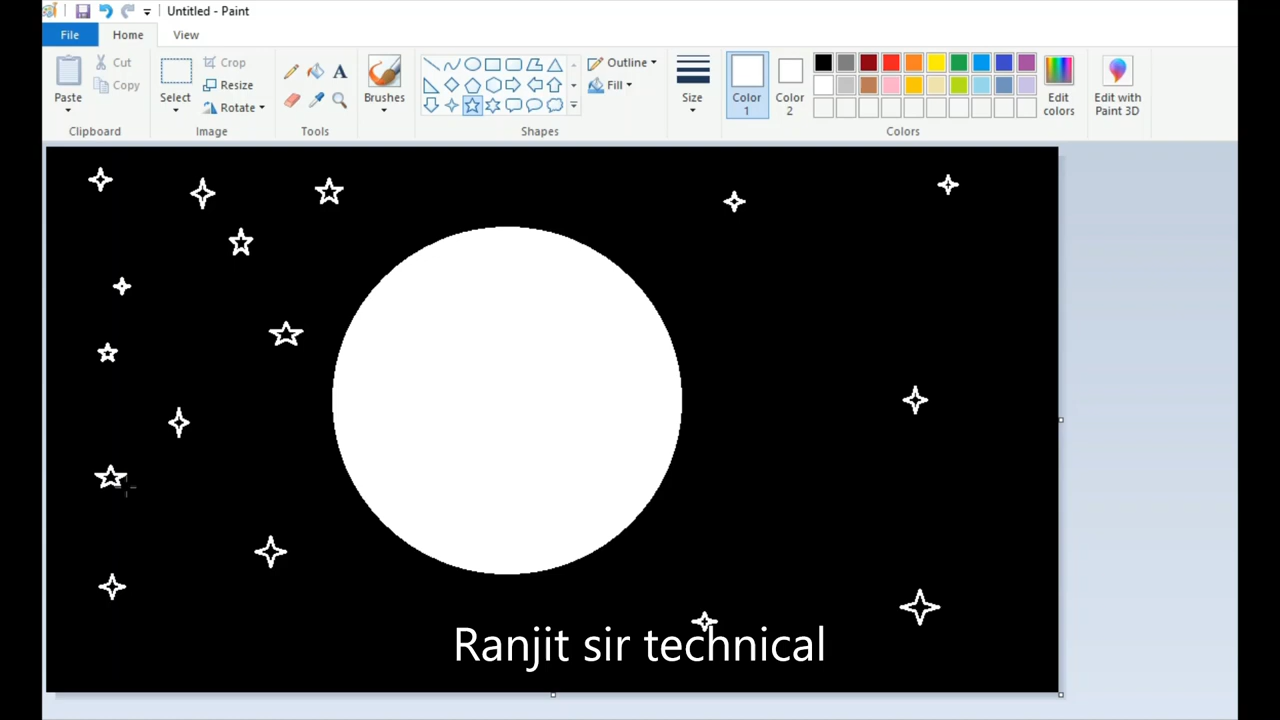 Untitled - Paint
File Home View
Paste Cut Copy Clipboard
Select Crop Resize Rotate Image
Tools
Brushes
Shapes Outline Fill
Size
Color 1 Color 2 Edit colors Colors
Edit with Paint 3D
Ranjit sir technical